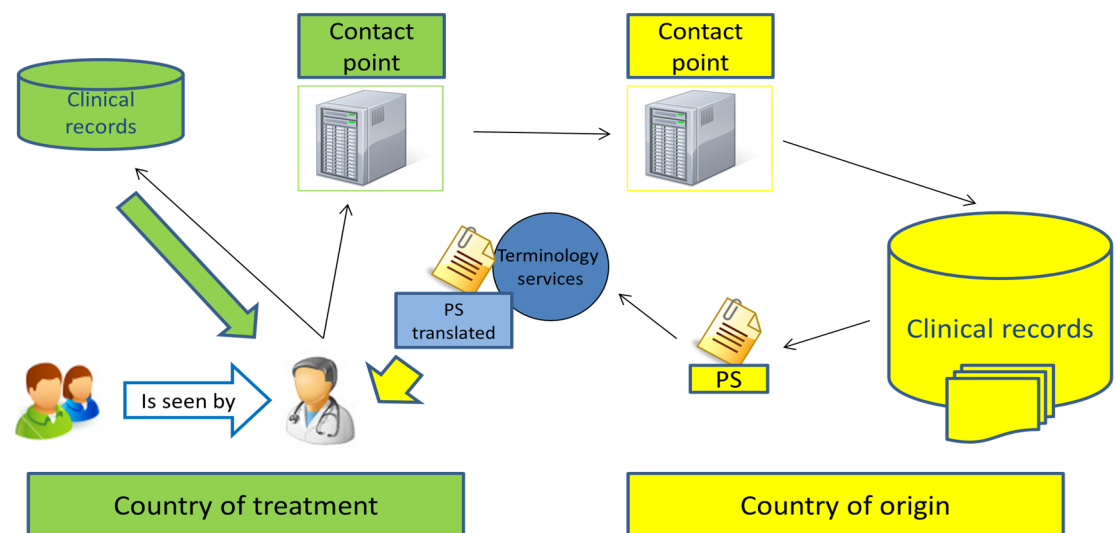 Contact
point
Contact
point
Clinical
records
Terminology
services
PS
translated
Clinical records
PS
Is seen by
Country of treatment
Country of origin